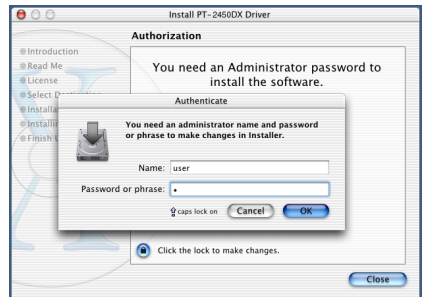 Install PT-2450DX Driver
Authorization
Introduction
Read Me
License
Select
Installa
Installin
Finish
You need an Administrator password to
install the software.
Authenticate
You need an administrator name and password
or phrase to make changes in Installer.
Name: user
Password or phrase: •
caps lock on
Cancel
OK
Click the lock to make changes.
Close